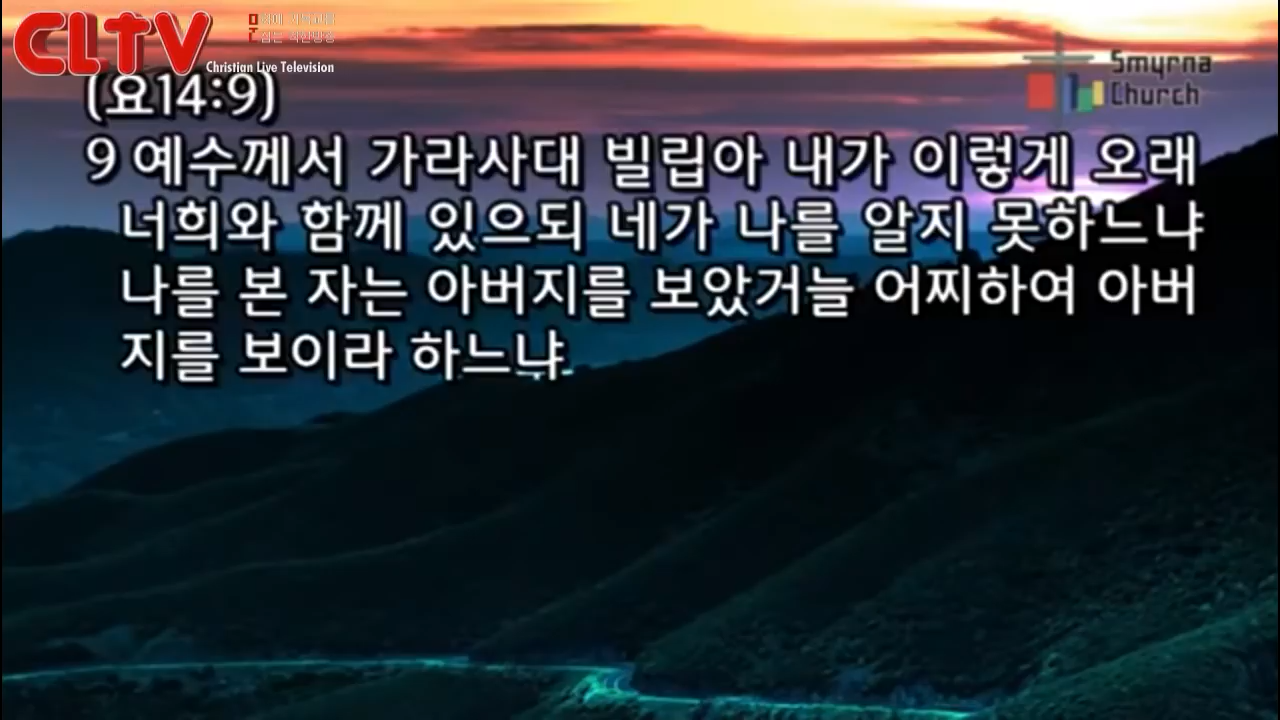 CLTV
Christian Live Television
Smyrna
Church
(요14:9)
9 예수께서 가라사대 빌립아 내가 이렇게 오래
너희와 함께 있으되 네가 나를 알지 못하느냐
나를 본 자는 아버지를 보았거늘 어찌하여 아버
지를 보이라 하느냐